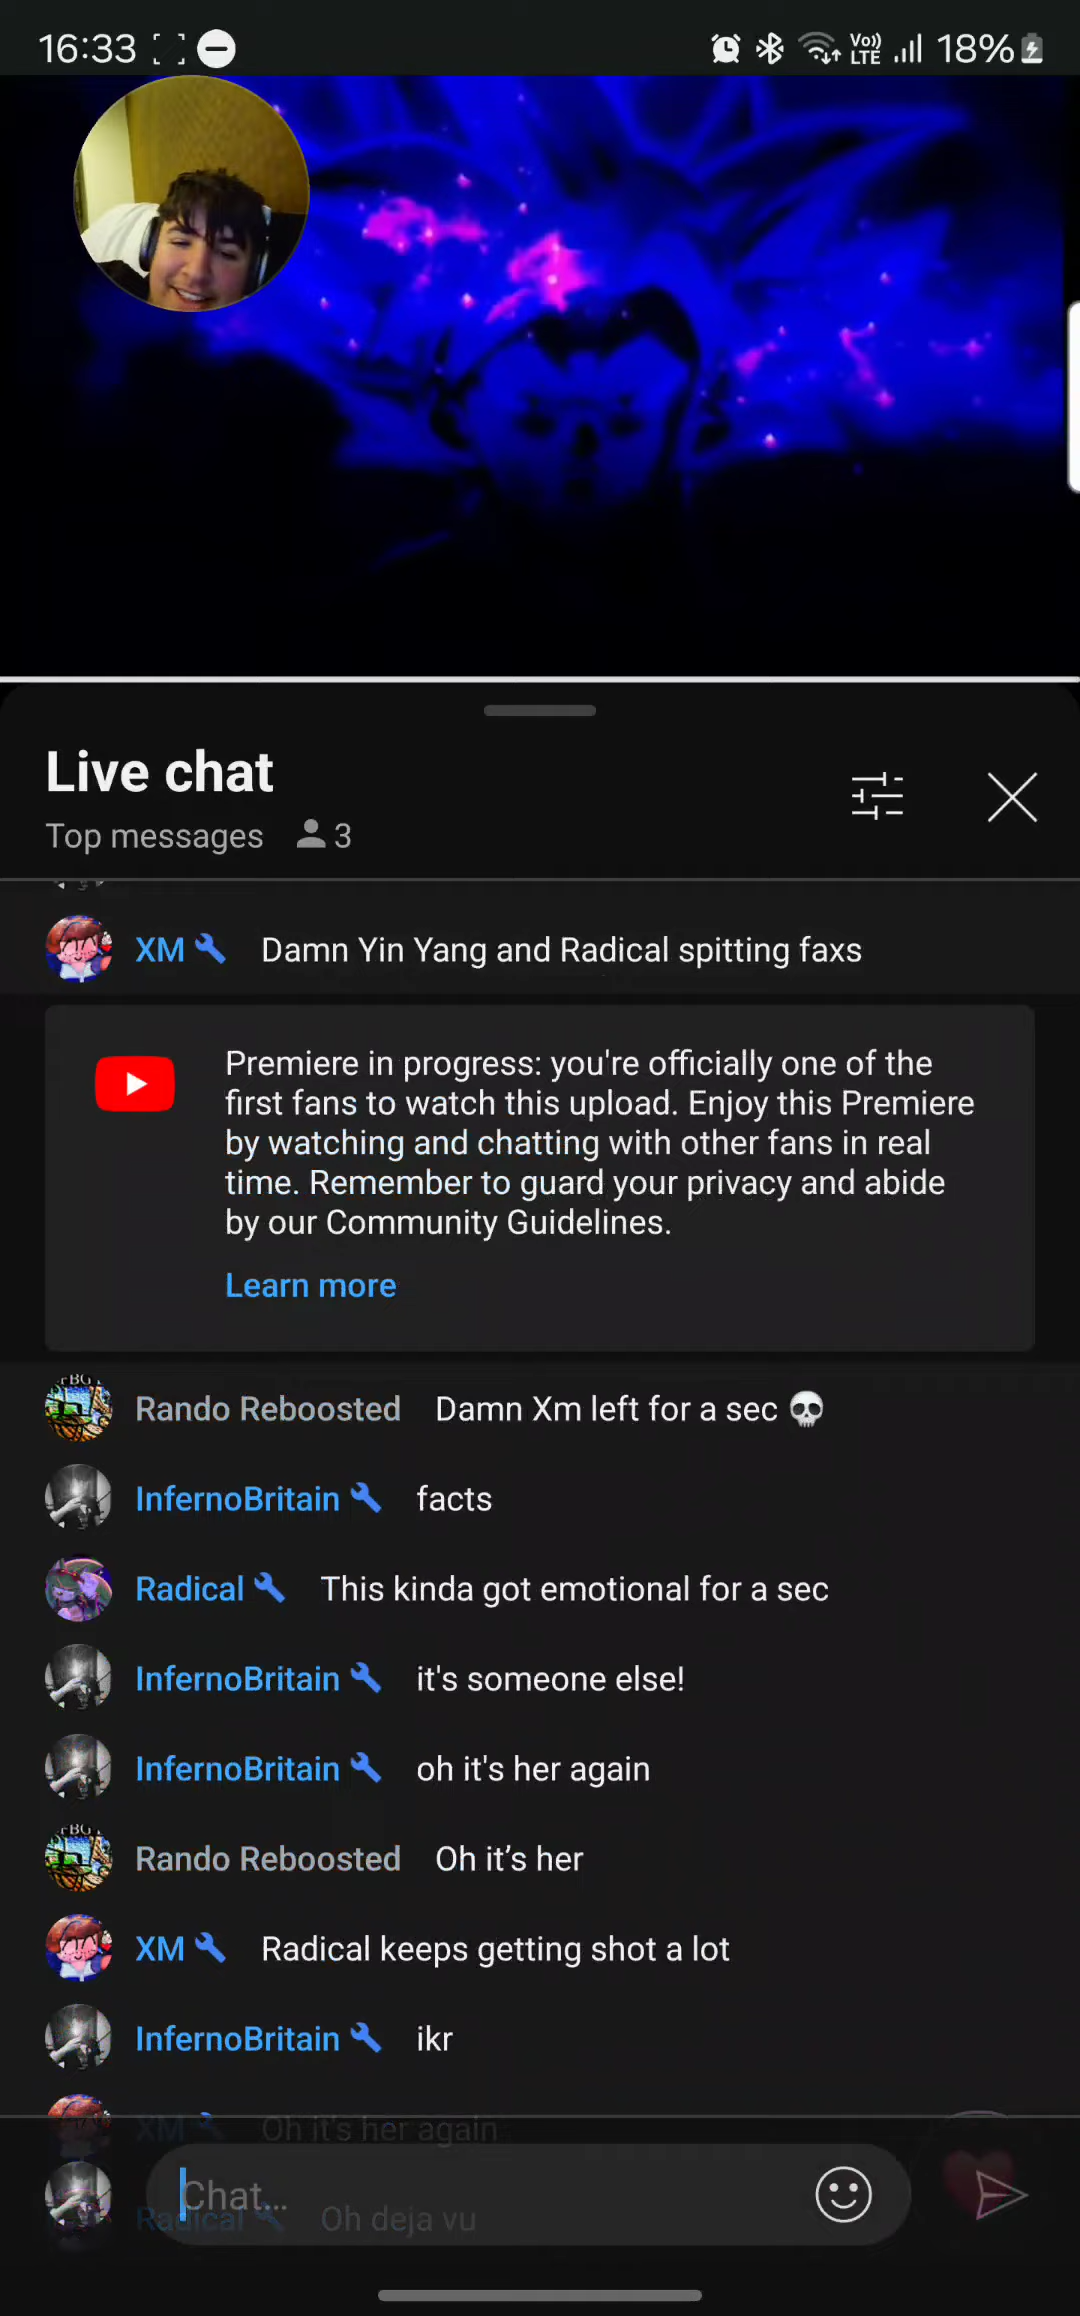 16:33
Vo)) LTE 18%
Live chat
Top messages 3
XM Damn Yin Yang and Radical spitting faxs
Premiere in progress: you're officially one of the
first fans to watch this upload. Enjoy this Premiere
by watching and chatting with other fans in real
time. Remember to guard your privacy and abide
by our Community Guidelines.
Learn more
Rando Reboosted Damn Xm left for a sec 💀
InfernoBritain facts
Radical This kinda got emotional for a sec
InfernoBritain it's someone else!
InfernoBritain oh it's her again
Rando Reboosted Oh it’s her
XM Radical keeps getting shot a lot
InfernoBritain ikr
XM Oh it's her again
Chat...
Radical Oh deja vu